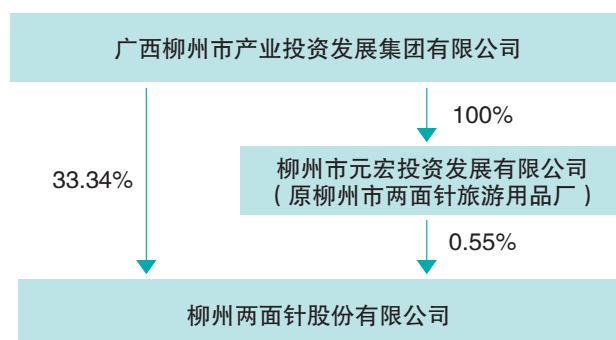 广西柳州市产业投资发展集团有限公司
100%
33.34%
柳州市元宏投资发展有限公司
（原柳州市两面针旅游用品厂）
0.55%
柳州两面针股份有限公司